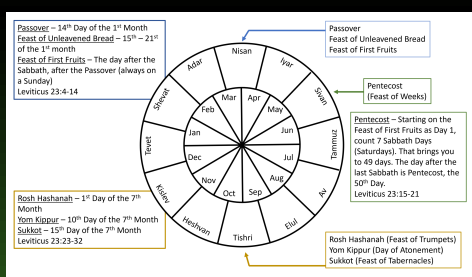 Passover – 14th Day of the 1st Month
Feast of Unleavened Bread – 15th – 21st
of the 1st month
Feast of First Fruits – The day after the
Sabbath, after the Passover (always on
a Sunday)
Leviticus 23:4-14
Passover
Feast of Unleavened Bread
Feast of First Fruits
Nisan
Iyar
Sivan
Tammuz
Av
Elul
Tishri
Heshvan
Kislev
Tevet
Shevat
Adar
Mar
Apr
May
Jun
Jul
Aug
Sep
Oct
Nov
Dec
Jan
Feb
Pentecost
(Feast of Weeks)
Pentecost – Starting on the
Feast of First Fruits as Day 1,
count 7 Sabbath Days
(Saturdays). That brings you
to 49 days. The day after the
last Sabbath is Pentecost, the
50th Day.
Leviticus 23:15-21
Rosh Hashanah – 1st Day of the 7th
Month
Yom Kippur – 10th Day of the 7th Month
Sukkot – 15th Day of the 7th Month
Leviticus 23:23-32
Rosh Hashanah (Feast of Trumpets)
Yom Kippur (Day of Atonement)
Sukkot (Feast of Tabernacles)